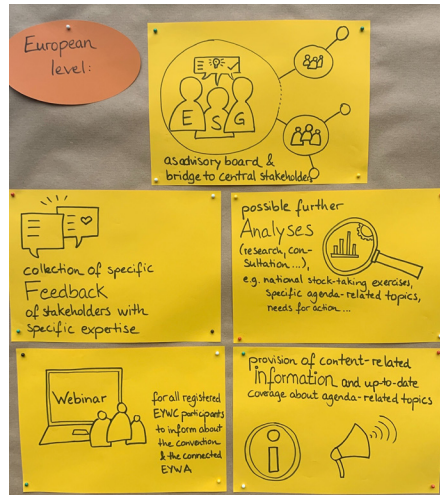 European
level:
E S G
as advisory board &
bridge to central stakeholder
collection of specific
Feedback
of stakeholders with
specific expertise
possible further
Analyses
(research, con-
sultation ...),
e.g. national stock-taking exercises,
specific agenda-related topics,
needs for action ...
Webinar
for all registered
EYWC participants
to inform about
the convention
& the connected
EYWA
provision of content-related
Information and up-to-date
coverage about agenda-related topics
i